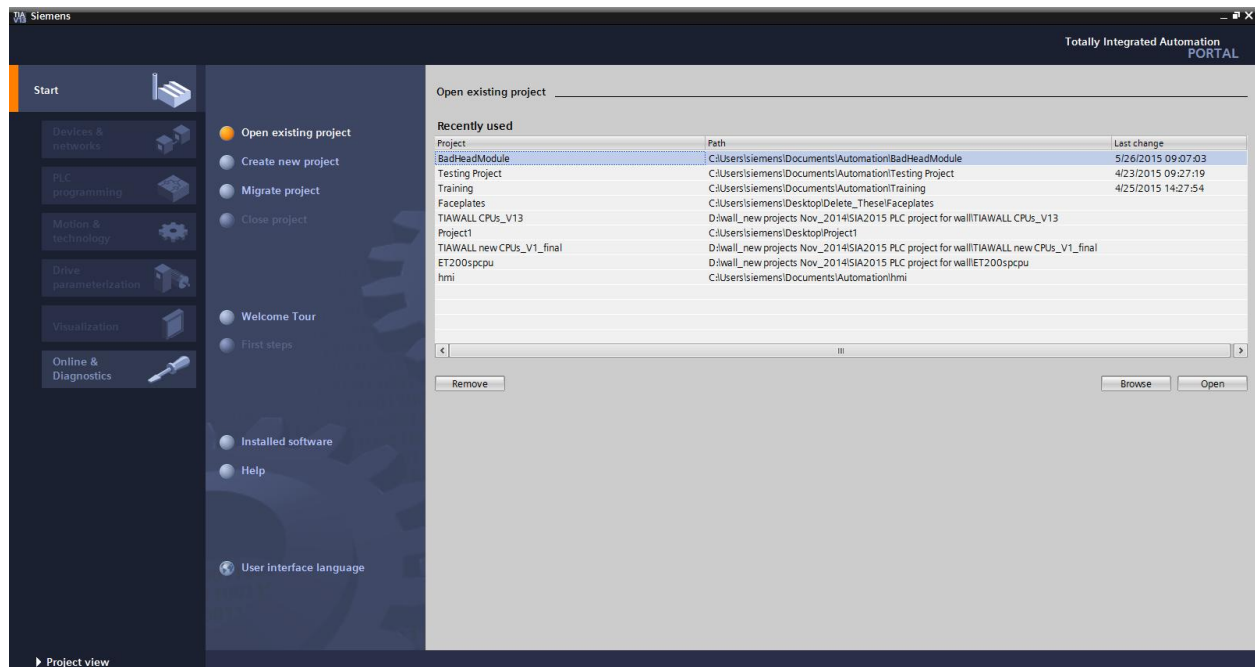 Siemens
Totally Integrated Automation
PORTAL
Start
Devices &
networks
PLC
programming
Motion &
technology
Drive
parameterization
Visualization
Online &
Diagnostics
Open existing project
Create new project
Migrate project
Close project
Welcome Tour
First steps
Installed software
Help
User interface language
Open existing project
Recently used
Project Path Last change
BadHeadModule C:\Users\siemens\Documents\Automation\BadHeadModule 5/26/2015 09:07:03
Testing Project C:\Users\siemens\Documents\Automation\Testing Project 4/23/2015 09:27:19
Training C:\Users\siemens\Documents\Automation\Training 4/25/2015 14:27:54
Faceplates C:\Users\siemens\Desktop\Delete_These\Faceplates
TIAWALL CPUs_V13 D:\wall_new projects Nov_2014\SIA2015 PLC project for wall\TIAWALL CPUs_V13
Project1 C:\Users\siemens\Desktop\Project1
TIAWALL new CPUs_V1_final D:\wall_new projects Nov_2014\SIA2015 PLC project for wall\TIAWALL new CPUs_V1_final
ET200spcpu D:\wall_new projects Nov_2014\SIA2015 PLC project for wall\ET200spcpu
hmi C:\Users\siemens\Documents\Automation\hmi
Remove Browse Open
Project view